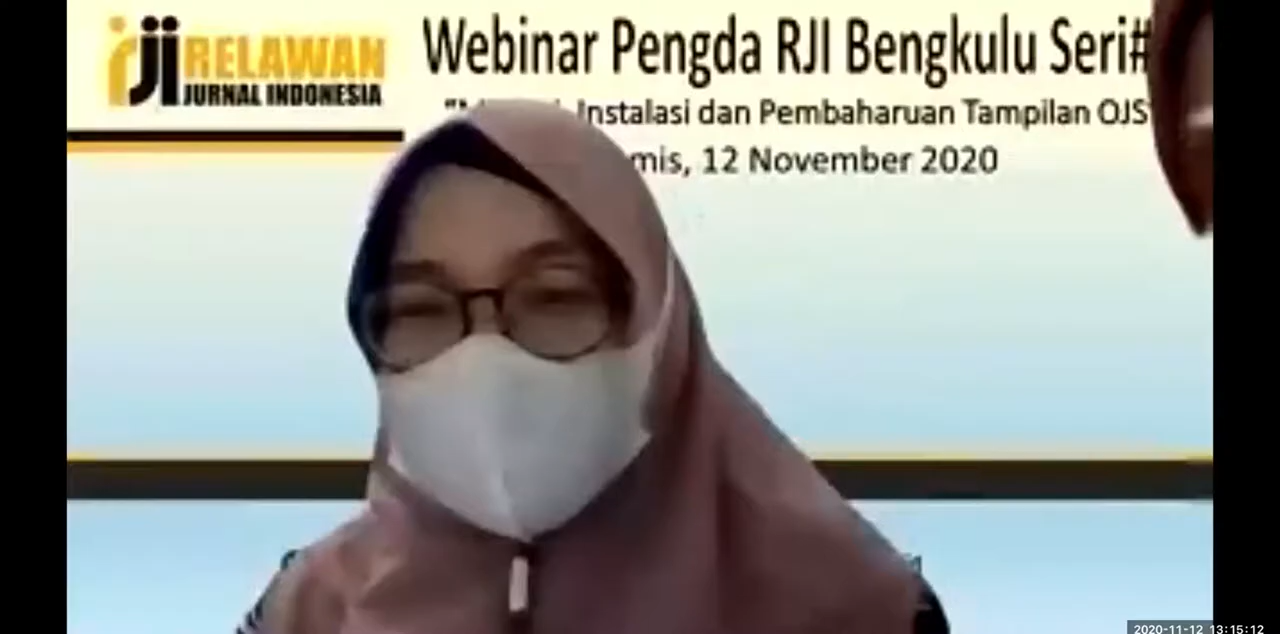 rji RELAWAN
JURNAL INDONESIA
Webinar Pengda RJI Bengkulu Seri#
Instalasi dan Pembaharuan Tampilan OJS
mis, 12 November 2020
2020-11-12 13:15:12